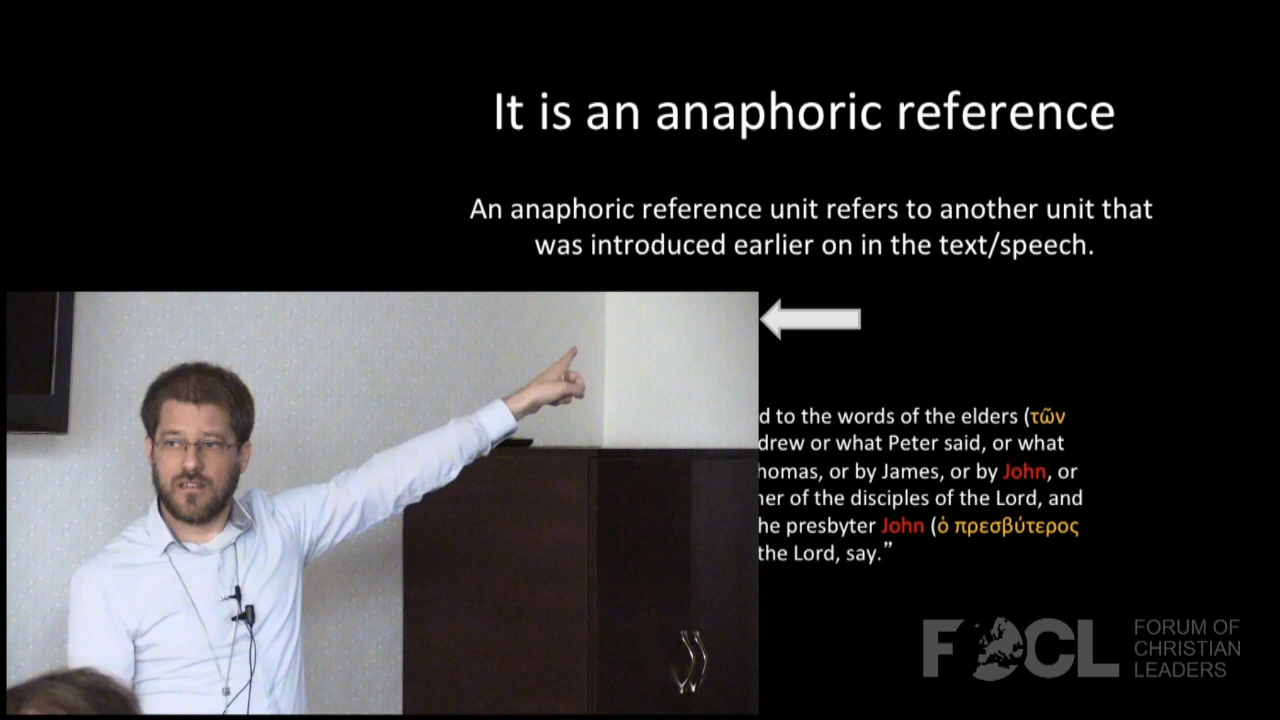 It is an anaphoric reference
An anaphoric reference unit refers to another unit that
was introduced earlier on in the text/speech.
d to the words of the elders (τῶν
drew or what Peter said, or what
homas, or by James, or by John, or
her of the disciples of the Lord, and
he presbyter John (ὁ πρεσβύτερος
the Lord, say.”
FOCL
FORUM OF
CHRISTIAN
LEADERS